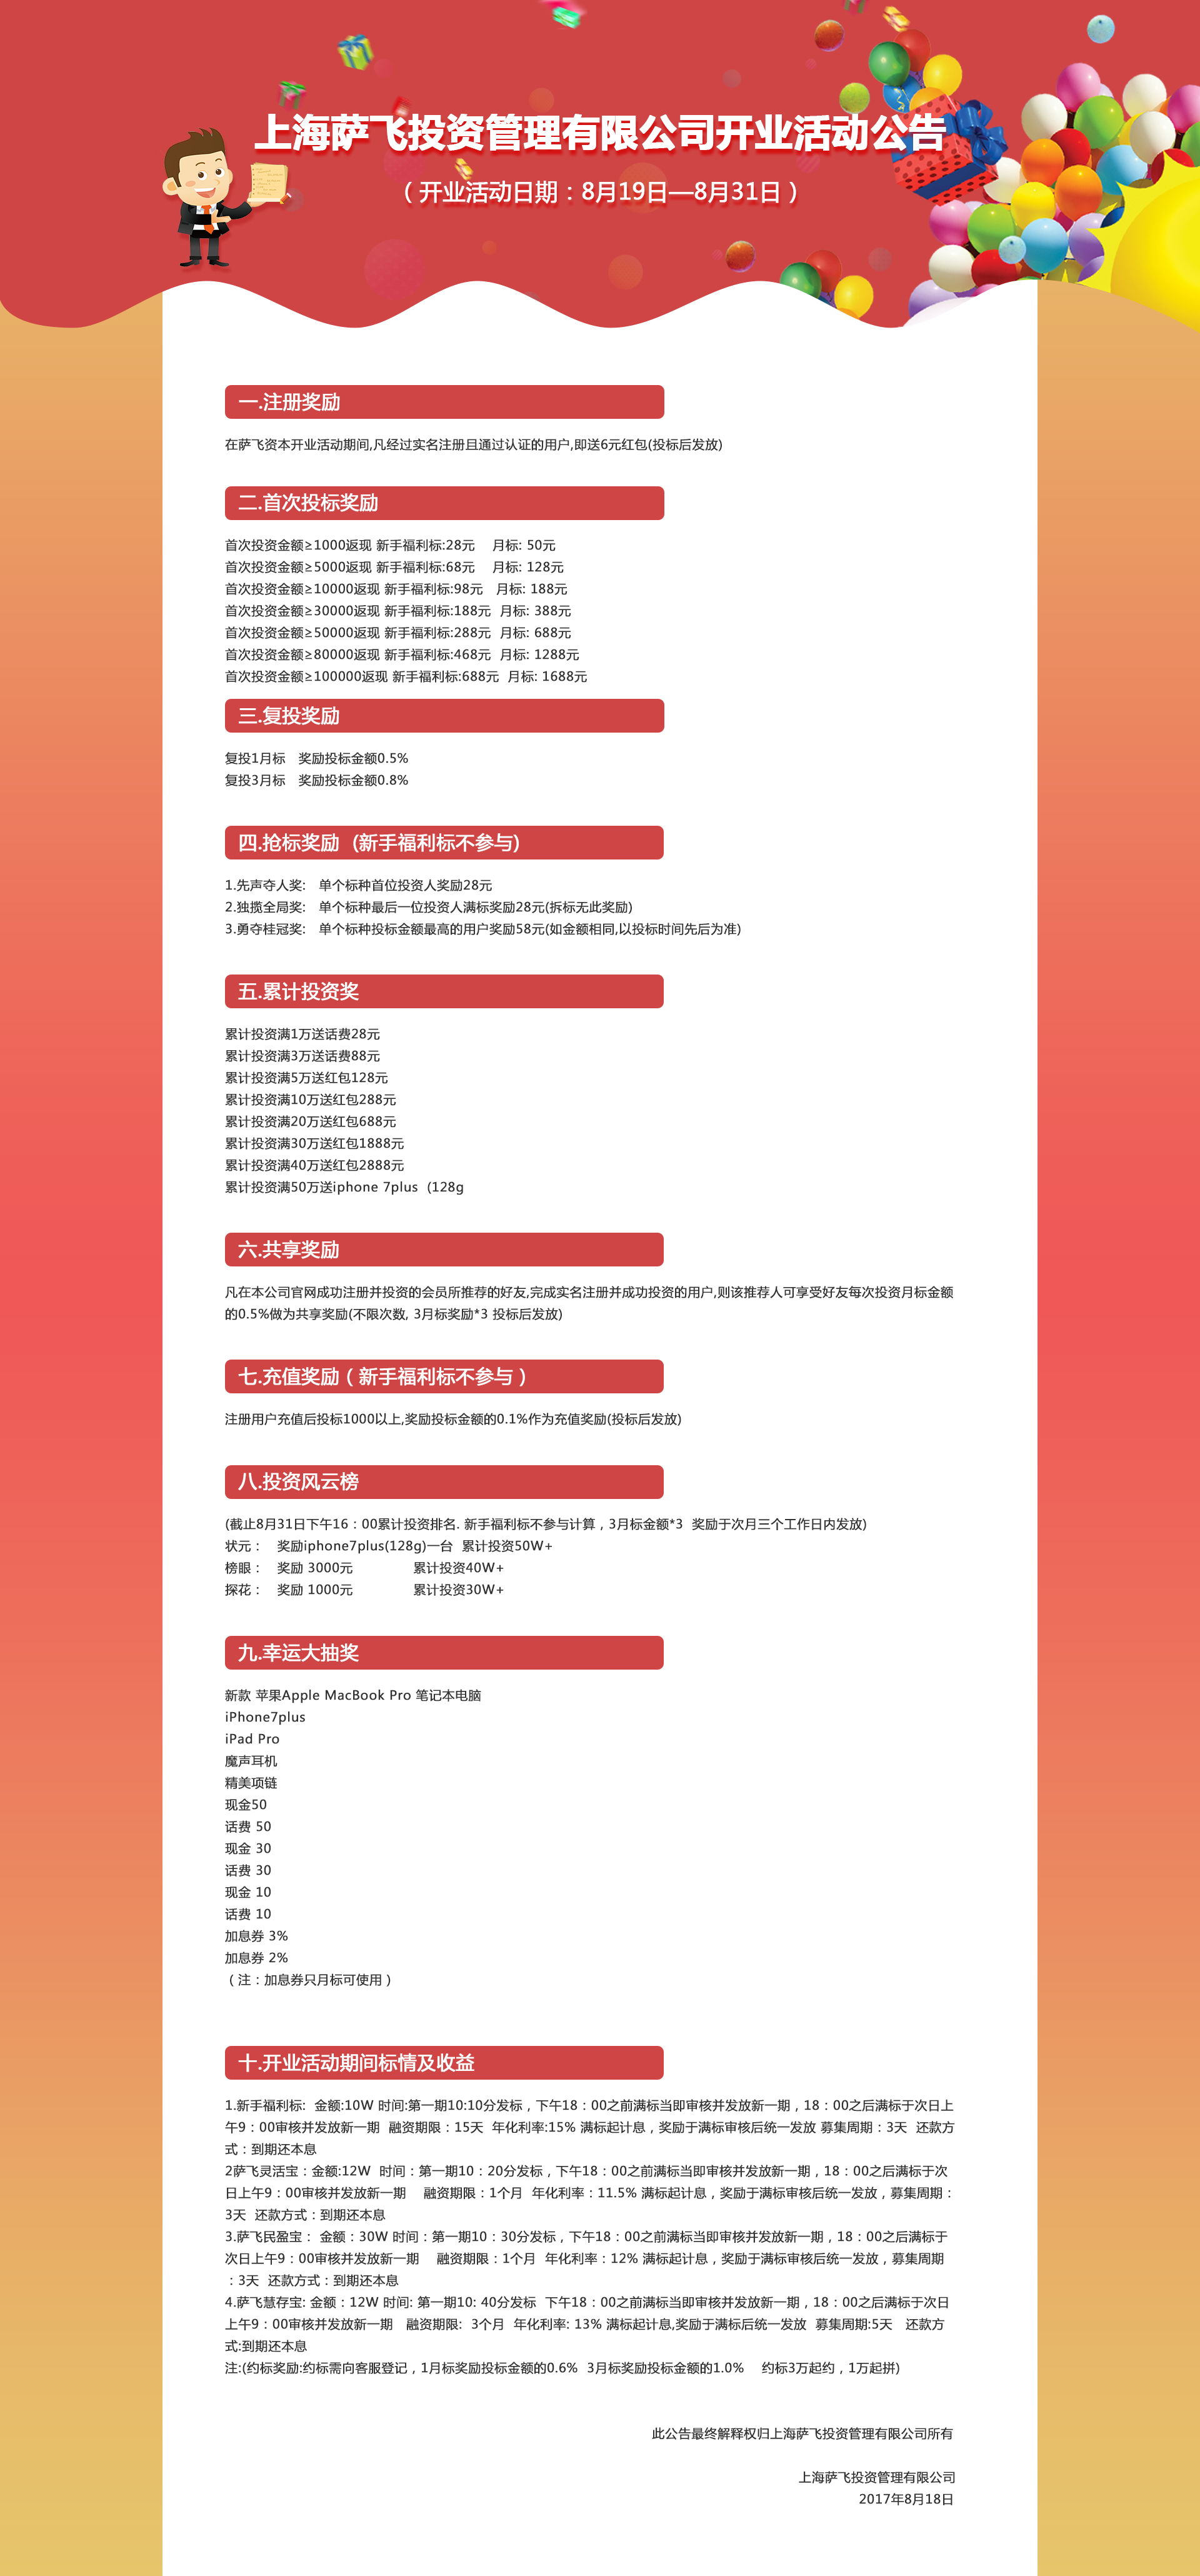 上海萨飞投资管理有限公司开业活动公告
（开业活动日期：8月19日—8月31日）
一.注册奖励
在萨飞资本开业活动期间,凡经过实名注册且通过认证的用户,即送6元红包(投标后发放)
二.首次投标奖励
首次投资金额≥1000返现 新手福利标:28元 月标: 50元
首次投资金额≥5000返现 新手福利标:68元 月标: 128元
首次投资金额≥10000返现 新手福利标:98元 月标: 188元
首次投资金额≥30000返现 新手福利标:188元 月标: 388元
首次投资金额≥50000返现 新手福利标:288元 月标: 688元
首次投资金额≥80000返现 新手福利标:468元 月标: 1288元
首次投资金额≥100000返现 新手福利标:688元 月标: 1688元
三.复投奖励
复投1月标 奖励投标金额0.5%
复投3月标 奖励投标金额0.8%
四.抢标奖励 (新手福利标不参与)
1.先声夺人奖: 单个标种首位投资人奖励28元
2.独揽全局奖: 单个标种最后一位投资人满标奖励28元(拆标无此奖励)
3.勇夺桂冠奖: 单个标种投标金额最高的用户奖励58元(如金额相同,以投标时间先后为准)
五.累计投资奖
累计投资满1万送话费28元
累计投资满3万送话费88元
累计投资满5万送红包128元
累计投资满10万送红包288元
累计投资满20万送红包688元
累计投资满30万送红包1888元
累计投资满40万送红包2888元
累计投资满50万送iphone 7plus (128g
六.共享奖励
凡在本公司官网成功注册并投资的会员所推荐的好友,完成实名注册并成功投资的用户,则该推荐人可享受好友每次投资月标金额
的0.5%做为共享奖励(不限次数, 3月标奖励*3 投标后发放)
七.充值奖励（新手福利标不参与）
注册用户充值后投标1000以上,奖励投标金额的0.1%作为充值奖励(投标后发放)
八.投资风云榜
(截止8月31日下午16：00累计投资排名. 新手福利标不参与计算，3月标金额*3 奖励于次月三个工作日内发放)
状元： 奖励iphone7plus(128g)一台 累计投资50W+
榜眼： 奖励 3000元 累计投资40W+
探花： 奖励 1000元 累计投资30W+
九.幸运大抽奖
新款 苹果Apple MacBook Pro 笔记本电脑
iPhone7plus
iPad Pro
魔声耳机
精美项链
现金50
话费 50
现金 30
话费 30
现金 10
话费 10
加息券 3%
加息券 2%
（注：加息券只月标可使用）
十.开业活动期间标情及收益
1.新手福利标: 金额:10W 时间:第一期10:10分发标，下午18：00之前满标当即审核并发放新一期，18：00之后满标于次日上
午9：00审核并发放新一期 融资期限：15天 年化利率:15% 满标起计息，奖励于满标审核后统一发放 募集周期：3天 还款方
式：到期还本息
2萨飞灵活宝：金额:12W 时间：第一期10：20分发标，下午18：00之前满标当即审核并发放新一期，18：00之后满标于次
日上午9：00审核并发放新一期 融资期限：1个月 年化利率：11.5% 满标起计息，奖励于满标审核后统一发放，募集周期：
3天 还款方式：到期还本息
3.萨飞民盈宝： 金额：30W 时间：第一期10：30分发标，下午18：00之前满标当即审核并发放新一期，18：00之后满标于
次日上午9：00审核并发放新一期 融资期限：1个月 年化利率：12% 满标起计息，奖励于满标审核后统一发放，募集周期
：3天 还款方式：到期还本息
4.萨飞慧存宝: 金额：12W 时间: 第一期10: 40分发标 下午18：00之前满标当即审核并发放新一期，18：00之后满标于次日
上午9：00审核并发放新一期 融资期限: 3个月 年化利率: 13% 满标起计息,奖励于满标后统一发放 募集周期:5天 还款方
式:到期还本息
注:(约标奖励:约标需向客服登记，1月标奖励投标金额的0.6% 3月标奖励投标金额的1.0% 约标3万起约，1万起拼)
此公告最终解释权归上海萨飞投资管理有限公司所有
上海萨飞投资管理有限公司
2017年8月18日